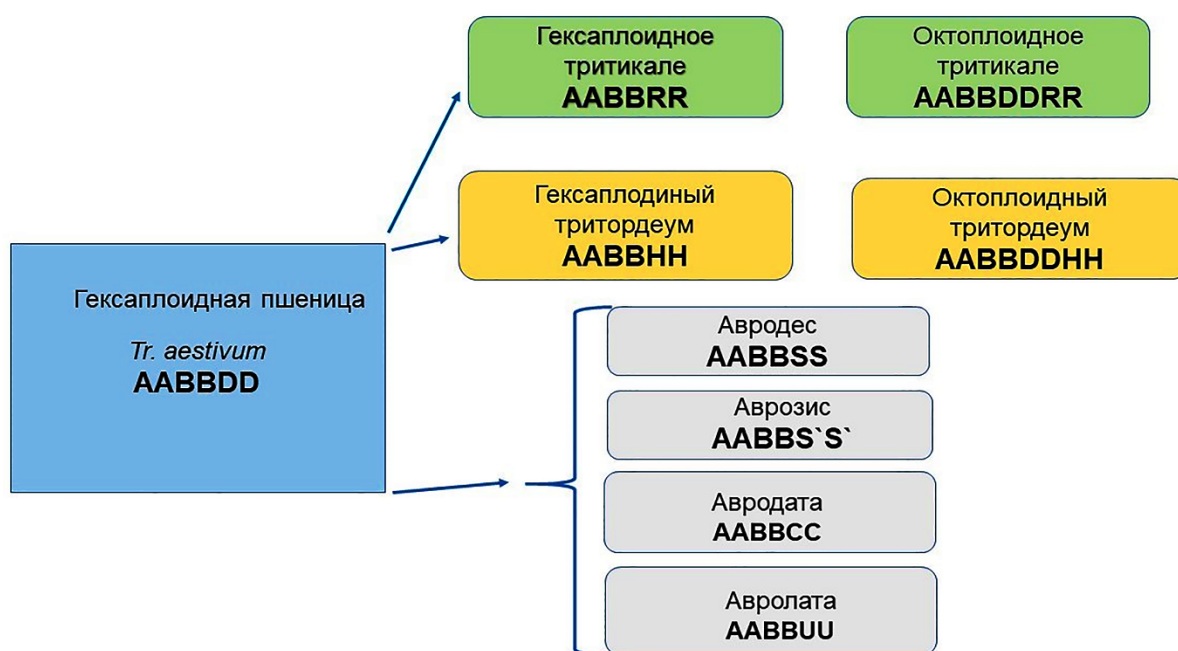 Гексаплоидное
тритикале
AABBRR
Октоплоидное
тритикале
AABBDDRR
Гексаплодиный
тритордеум
AABBHH
Октоплоидный
тритордеум
AABBDDHH
Гексаплоидная пшеница
Tr. aestivum
AABBDD
Авродес
AABBSS
Аврозис
AABBS`S`
Авродата
AABBCC
Авролата
AABBUU